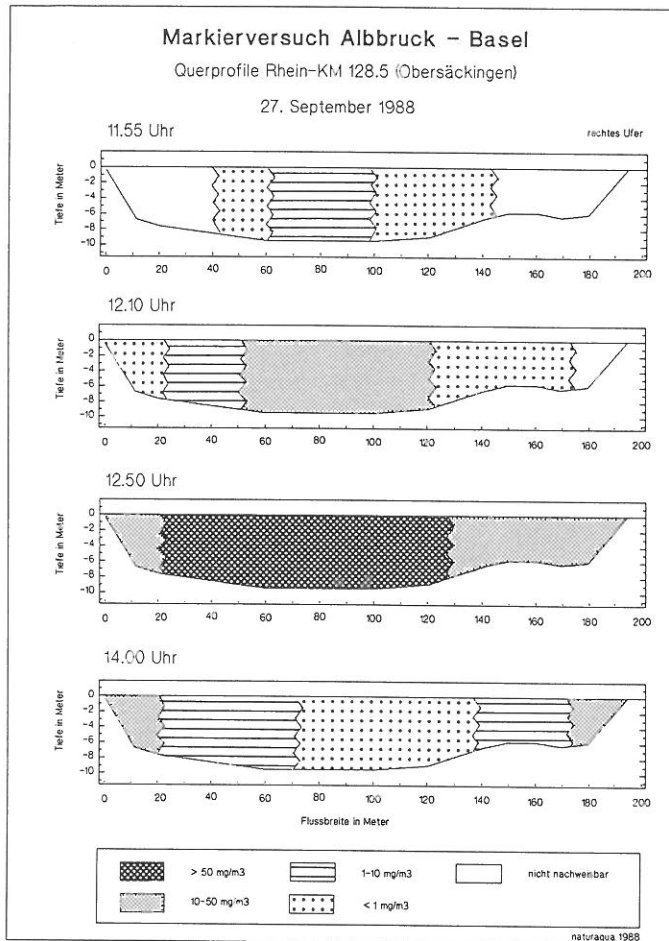 Markierversuch Albbruck - Basel
Querprofile Rhein-KM 128.5 (Obersäckingen)
27. September 1988
11.55 Uhr
rechtes Ufer
Tiefe in Meter
0
-2
-4
-6
-8
-10
0 20 40 60 80 100 120 140 160 180 200
12.10 Uhr
Tiefe in Meter
0
-2
-4
-6
-8
-10
0 20 40 60 80 100 120 140 160 180 200
12.50 Uhr
Tiefe in Meter
0
-2
-4
-6
-8
-10
0 20 40 60 80 100 120 140 160 180 200
14.00 Uhr
Tiefe in Meter
0
-2
-4
-6
-8
-10
0 20 40 60 80 100 120 140 160 180 200
Flussbreite in Meter
> 50 mg/m3 1-10 mg/m3 nicht nachweisbar
10-50 mg/m3 < 1 mg/m3
naturaqua 1988